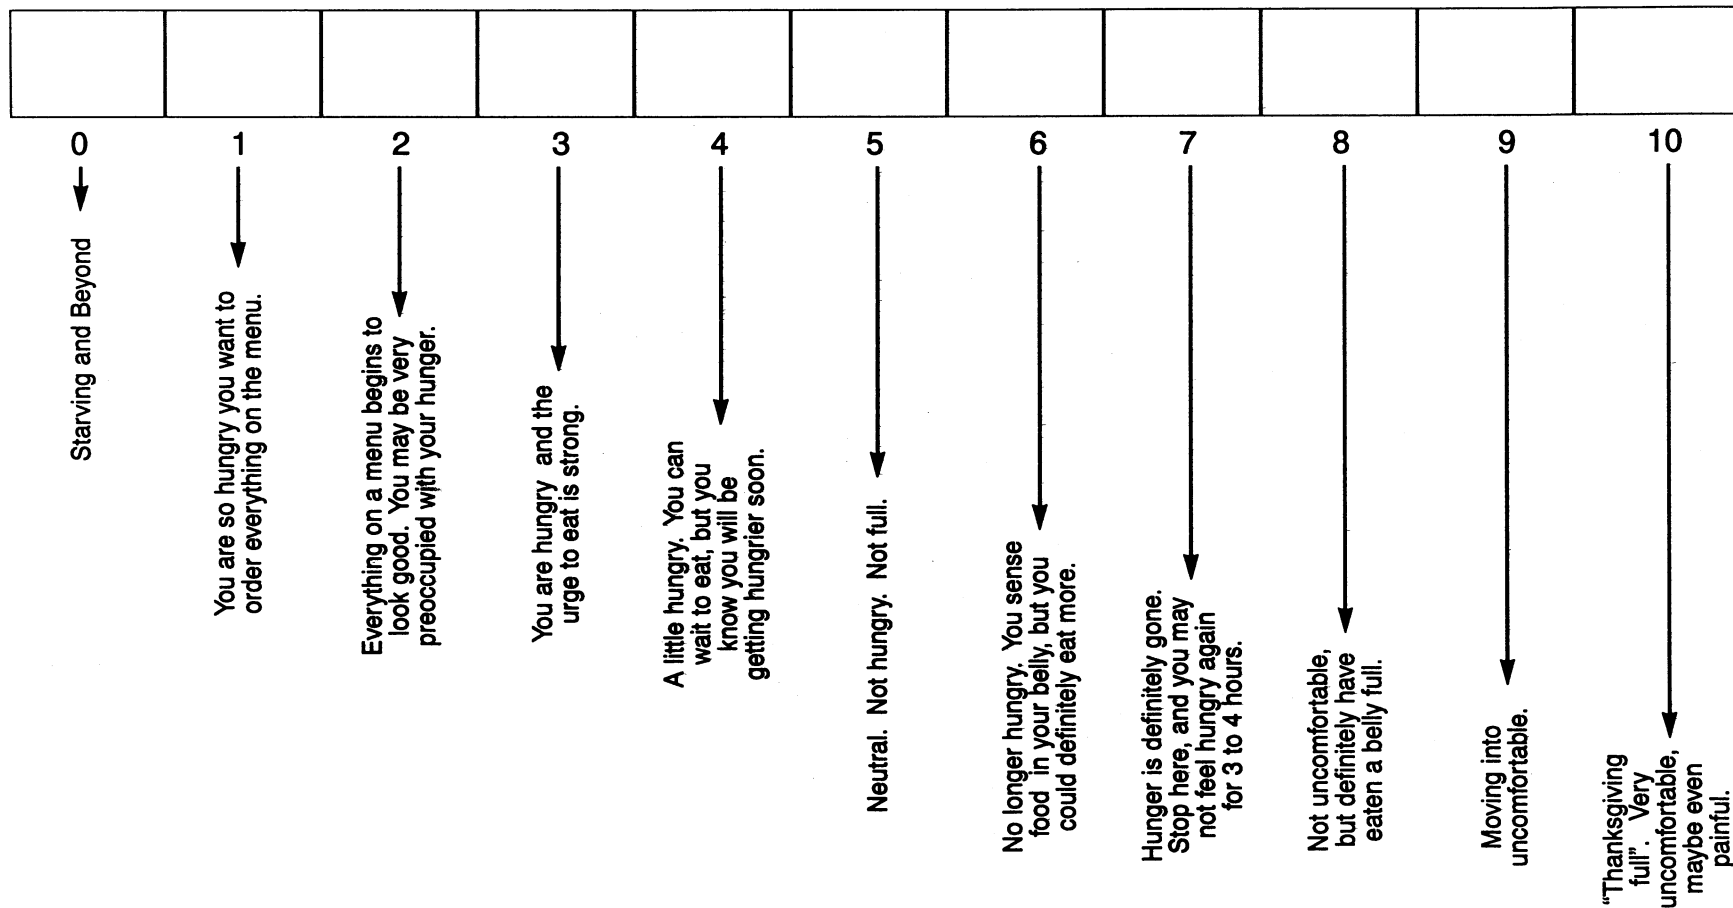 0
1
2
3
4
5
6
7
8
9
10
Starving and Beyond
You are so hungry you want to
order everything on the menu.
Everything on a menu begins to
look good. You may be very
preoccupied with your hunger.
You are hungry and the
urge to eat is strong.
A little hungry. You can
wait to eat, but you
know you will be
getting hungrier soon.
Neutral. Not hungry. Not full.
No longer hungry. You sense
food in your belly, but you
could definitely eat more.
Hunger is definitely gone.
Stop here, and you may
not feel hungry again
for 3 to 4 hours.
Not uncomfortable,
but definitely have
eaten a belly full.
Moving into
uncomfortable.
"Thanksgiving
full". Very
uncomfortable,
maybe even
painful.